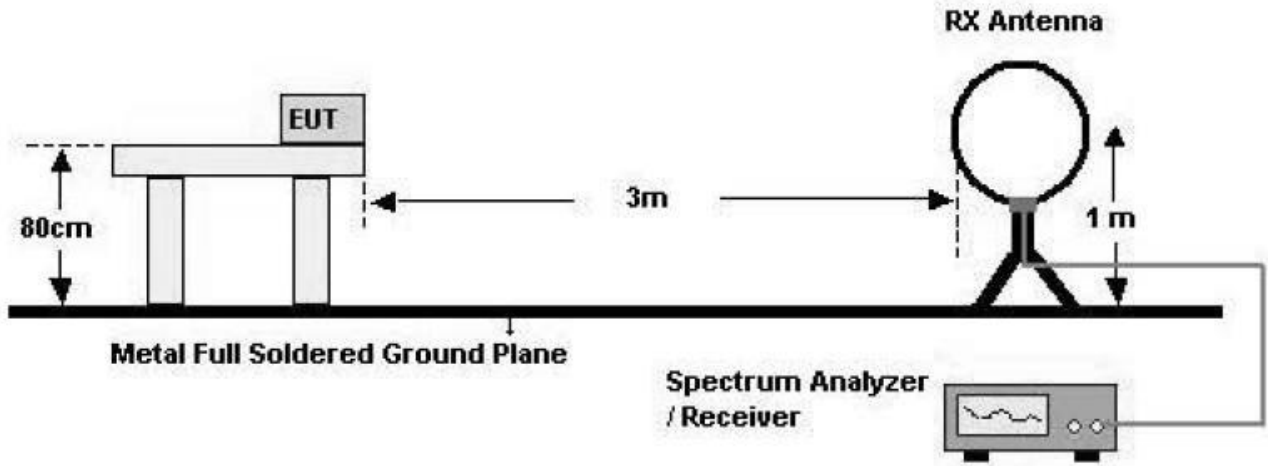 RX Antenna
EUT
80cm
3m
1 m
Metal Full Soldered Ground Plane
Spectrum Analyzer
/ Receiver